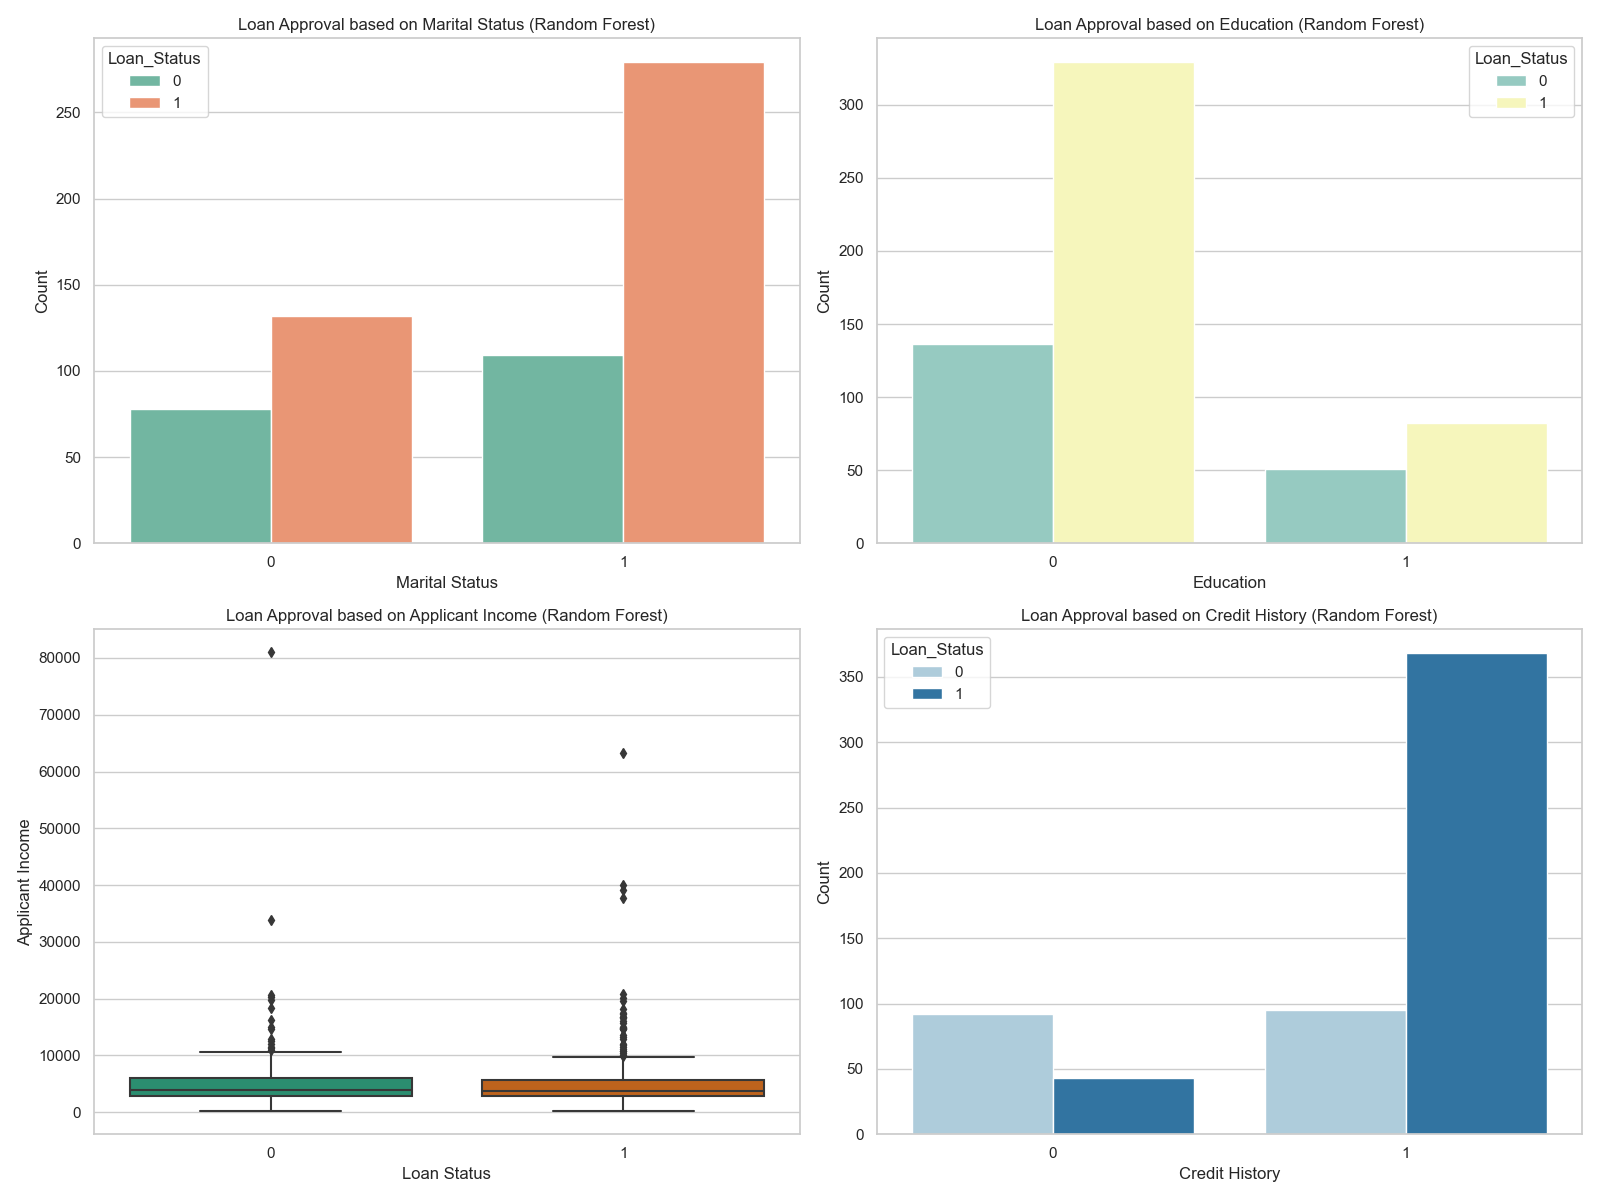 Loan Approval based on Marital Status (Random Forest)
Loan_Status
0
1
250
200
150
100
50
0
Count
0 1
Marital Status
Loan Approval based on Education (Random Forest)
Loan_Status
0
1
300
250
200
150
100
50
0
Count
0 1
Education
Loan Approval based on Applicant Income (Random Forest)
80000
70000
60000
50000
40000
30000
20000
10000
0
Applicant Income
0 1
Loan Status
Loan Approval based on Credit History (Random Forest)
Loan_Status
0
1
350
300
250
200
150
100
50
0
Count
0 1
Credit History